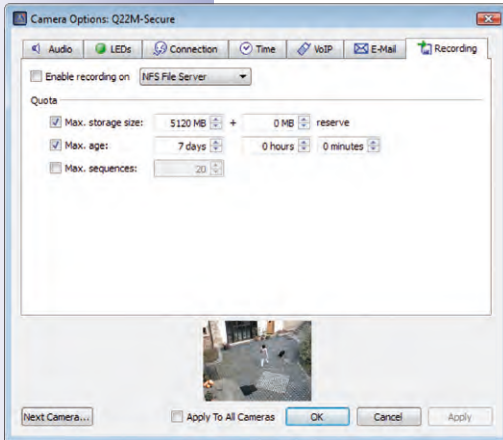 Camera Options: Q22M-Secure
Audio LEDs Connection Time VoIP E-Mail Recording
Enable recording on NFS File Server
Quota
Max. storage size: 5120 MB + 0 MB reserve
Max. age: 7 days 0 hours 0 minutes
Max. sequences: 20
Next Camera... Apply To All Cameras OK Cancel Apply